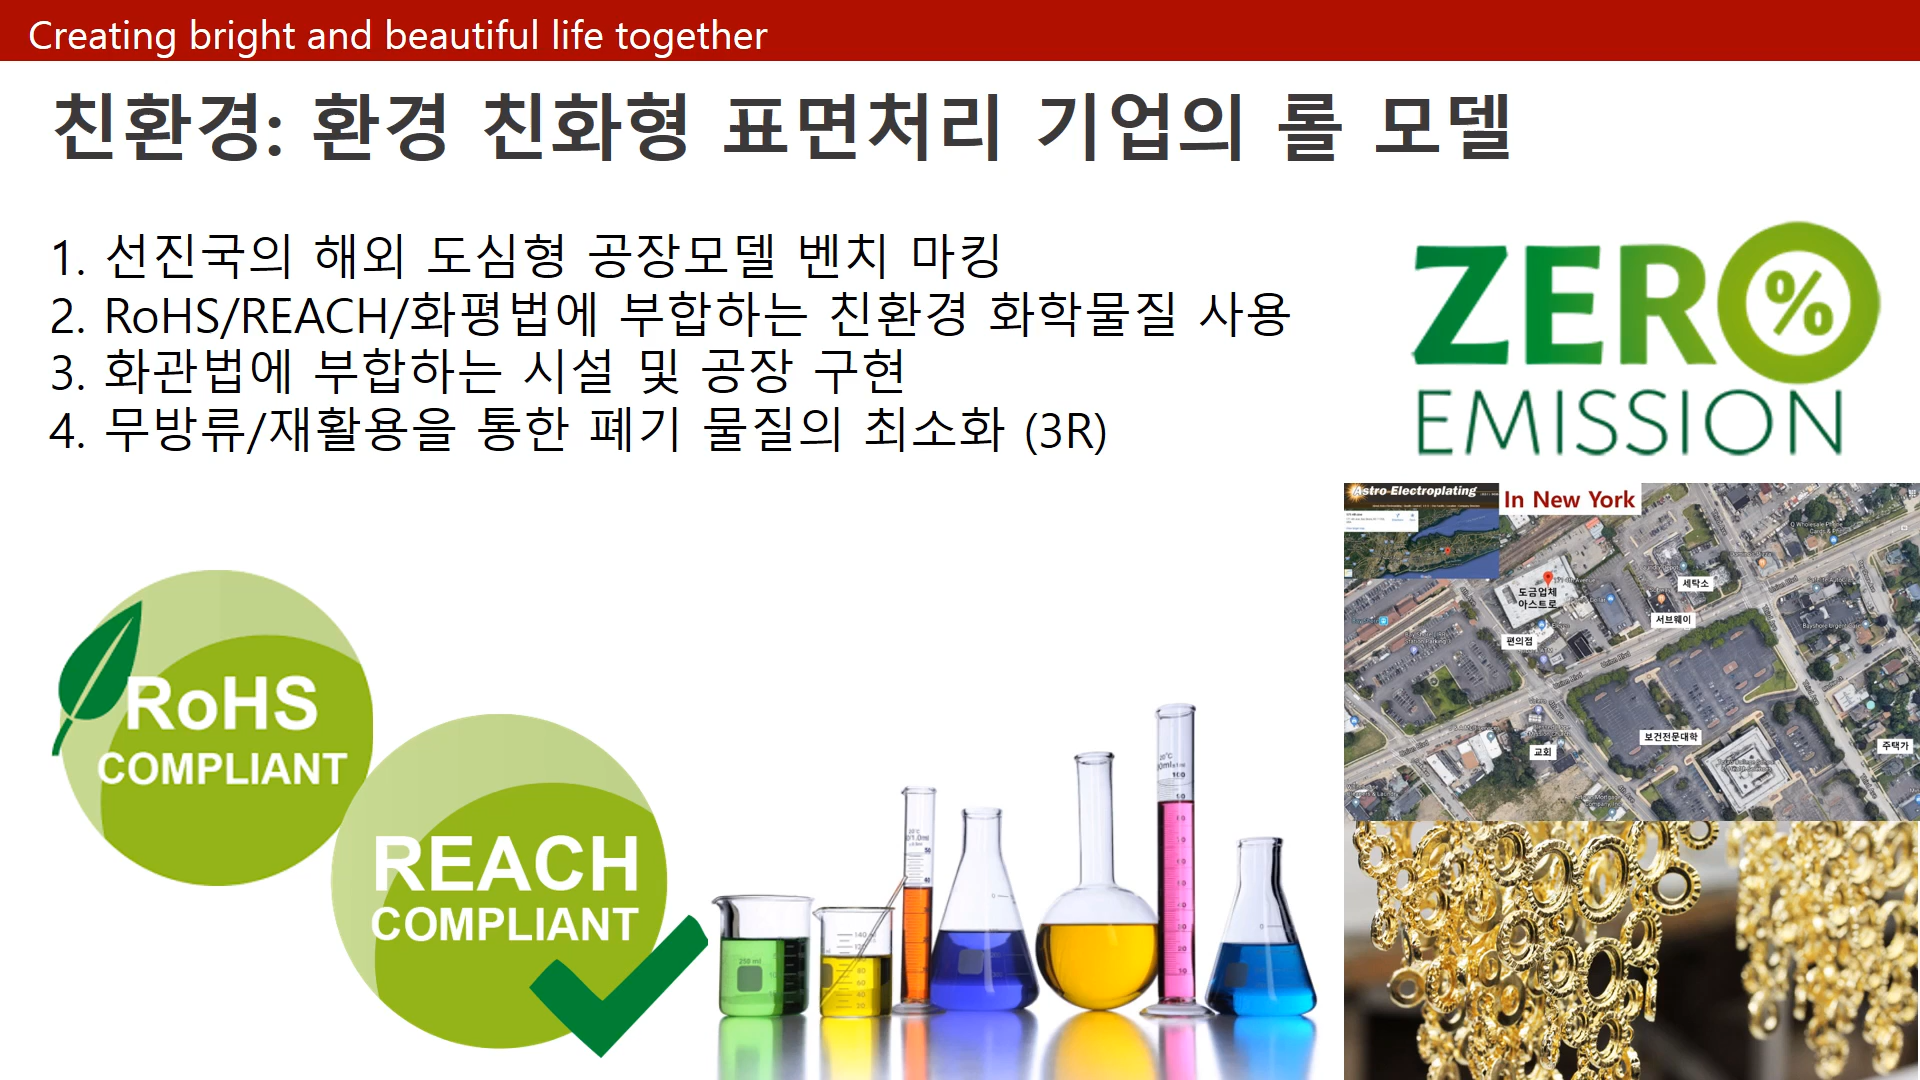 Creating bright and beautiful life together
친환경: 환경 친화형 표면처리 기업의 롤 모델
1. 선진국의 해외 도심형 공장모델 벤치 마킹
2. RoHS/REACH/화평법에 부합하는 친환경 화학물질 사용
3. 화관법에 부합하는 시설 및 공장 구현
4. 무방류/재활용을 통한 폐기 물질의 최소화 (3R)
ZER%
EMISSION
Astro Electroplating
In New York
세탁소
도금업체
아스트로
서브웨이
편의점
보건전문대학
교회
주택가
RoHS
COMPLIANT
REACH
COMPLIANT
250 ml